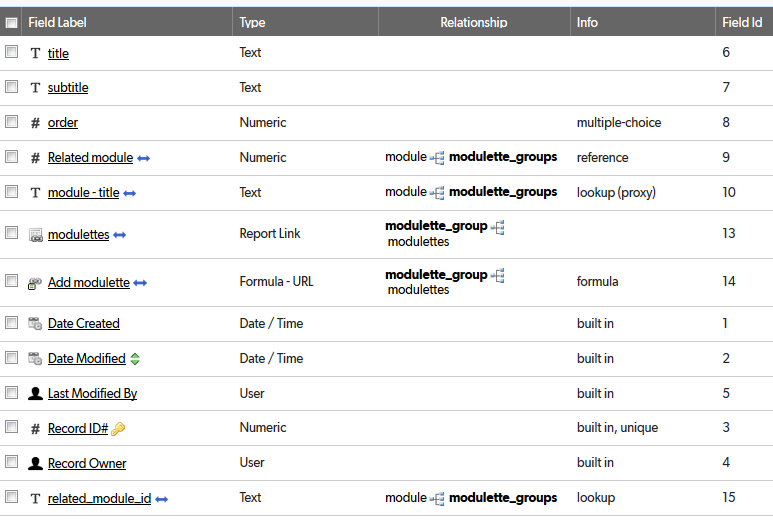 Field Label Type Relationship Info Field Id
title Text 6
subtitle Text 7
order Numeric multiple-choice 8
Related module Numeric module modulette_groups reference 9
module - title Text module modulette_groups lookup (proxy) 10
modulettes Report Link modulette_group modulettes 13
Add modulette Formula - URL modulette_group modulettes formula 14
Date Created Date / Time built in 1
Date Modified Date / Time built in 2
Last Modified By User built in 5
Record ID# Numeric built in, unique 3
Record Owner User built in 4
related_module_id Text module modulette_groups lookup 15